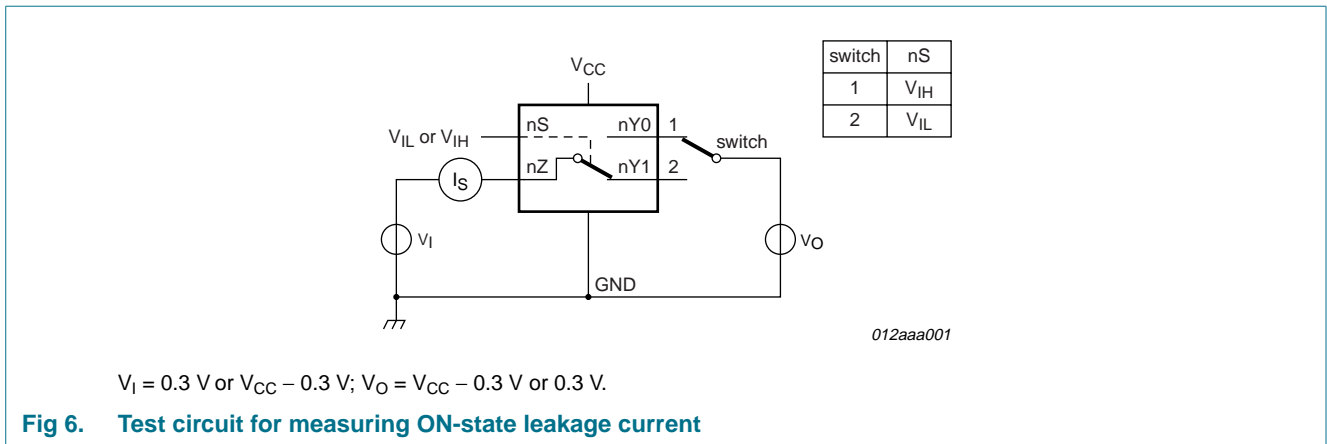 switch nS
1 VIH
2 VIL
VCC
VIL or VIH
nS
nY0
1
switch
nZ
nY1
2
IS
VI
VO
GND
012aaa001
VI = 0.3 V or VCC − 0.3 V; VO = VCC − 0.3 V or 0.3 V.
Fig 6. Test circuit for measuring ON-state leakage current